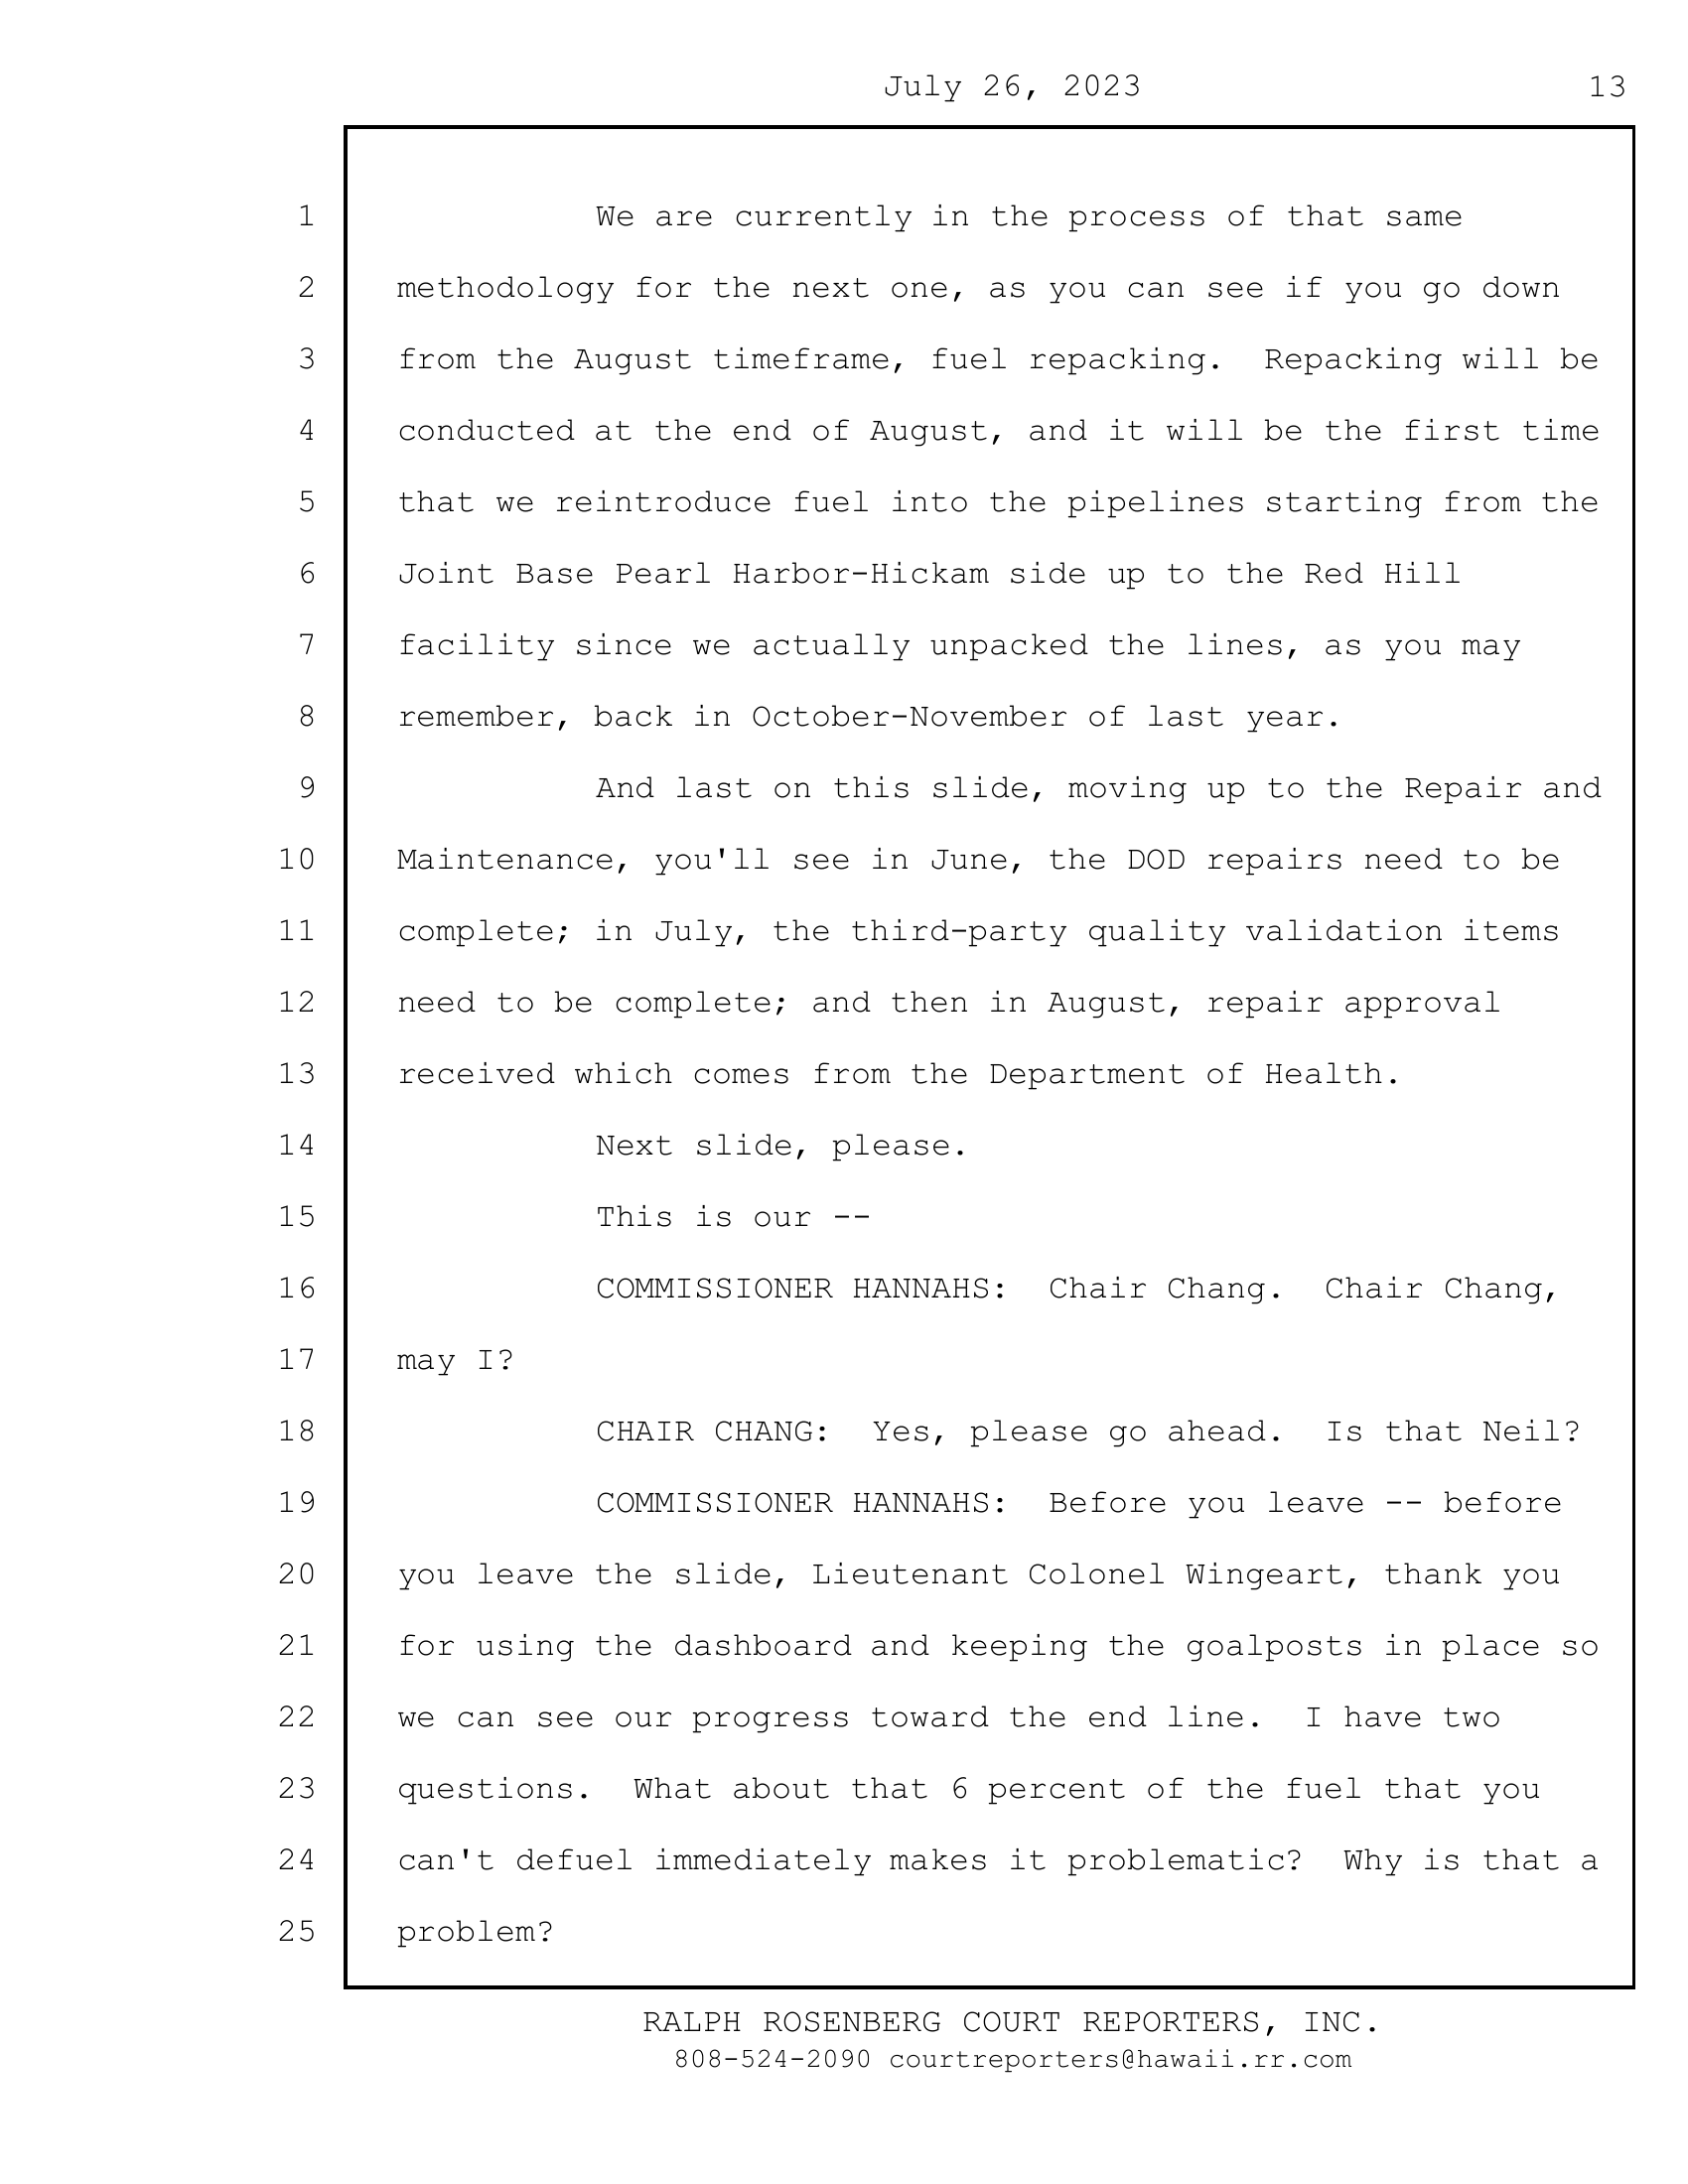 July 26, 2023 13
1 We are currently in the process of that same
2 methodology for the next one, as you can see if you go down
3 from the August timeframe, fuel repacking.  Repacking will be
4 conducted at the end of August, and it will be the first time
5 that we reintroduce fuel into the pipelines starting from the
6 Joint Base Pearl Harbor-Hickam side up to the Red Hill
7 facility since we actually unpacked the lines, as you may
8 remember, back in October-November of last year.
9 And last on this slide, moving up to the Repair and
10 Maintenance, you'll see in June, the DOD repairs need to be
11 complete; in July, the third-party quality validation items
12 need to be complete; and then in August, repair approval
13 received which comes from the Department of Health.
14 Next slide, please.
15 This is our --
16 COMMISSIONER HANNAHS:  Chair Chang.  Chair Chang,
17 may I?
18 CHAIR CHANG:  Yes, please go ahead.  Is that Neil?
19 COMMISSIONER HANNAHS:  Before you leave -- before
20 you leave the slide, Lieutenant Colonel Wingeart, thank you
21 for using the dashboard and keeping the goalposts in place so
22 we can see our progress toward the end line.  I have two
23 questions.  What about that 6 percent of the fuel that you
24 can't defuel immediately makes it problematic?  Why is that a
25 problem?
RALPH ROSENBERG COURT REPORTERS, INC.
808-524-2090 courtreporters@hawaii.rr.com